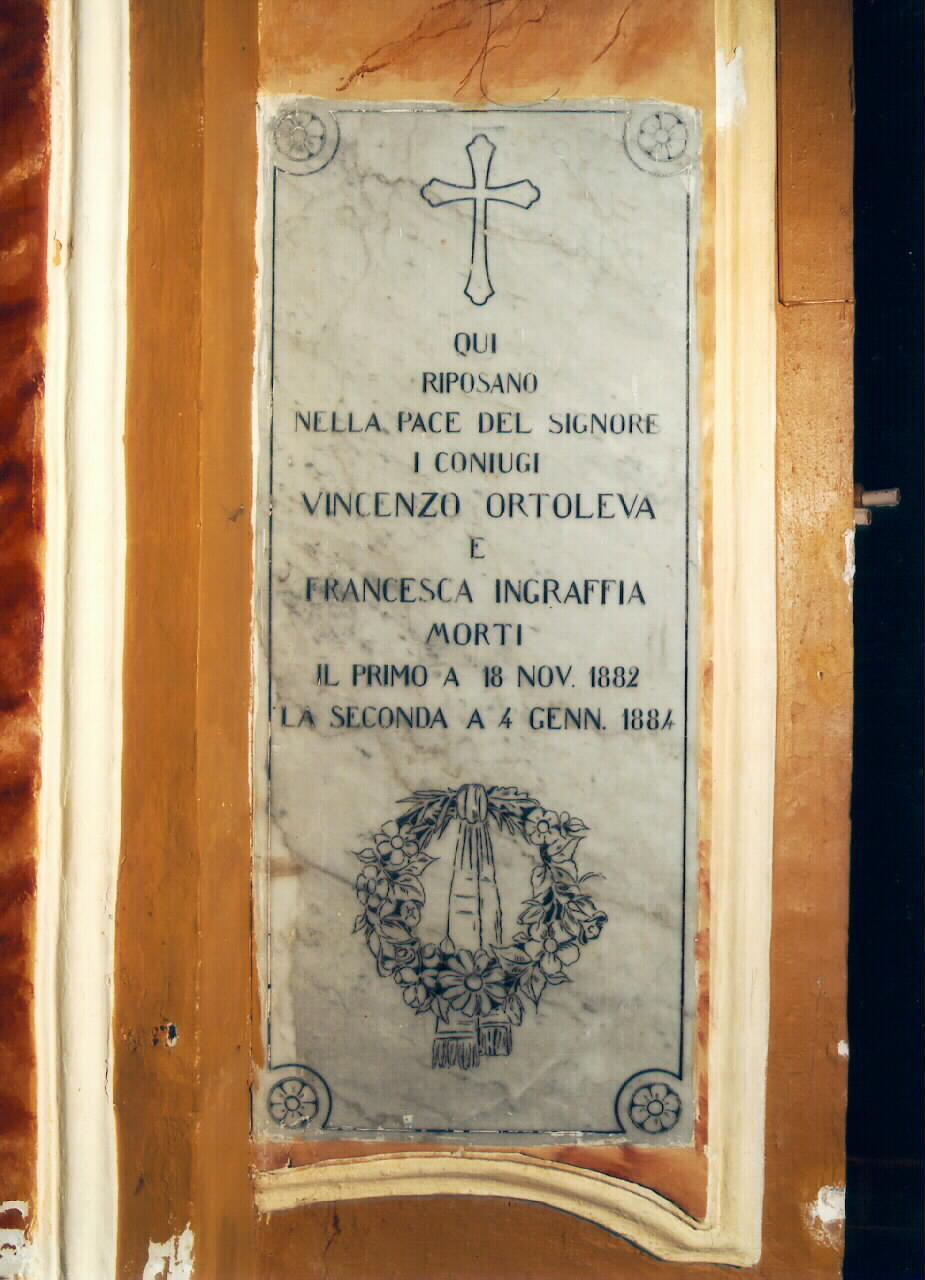 QUI
RIPOSANO
NELLA PACE DEL SIGNORE
I CONIUGI
VINCENZO ORTOLEVA
E
FRANCESCA INGRAFFIA
MORTI
IL PRIMO A 18 NOV. 1882
LA SECONDA A 4 GENN. 1884